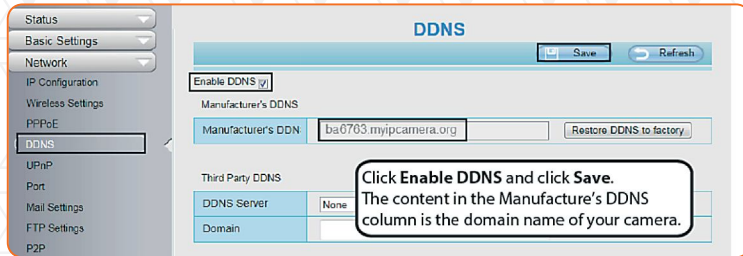 Status
Basic Settings
Network
IP Configuration
Wireless Settings
PPPoE
DDNS
UPnP
Port
Mail Settings
FTP Settings
P2P
DDNS
Save
Refresh
Enable DDNS
Manufacturer's DDNS
Manufacturer's DDN
ba6763.myipcamera.org
Restore DDNS to factory
Third Party DDNS
DDNS Server
None
Domain
Click Enable DDNS and click Save.
The content in the Manufacture's DDNS
column is the domain name of your camera.